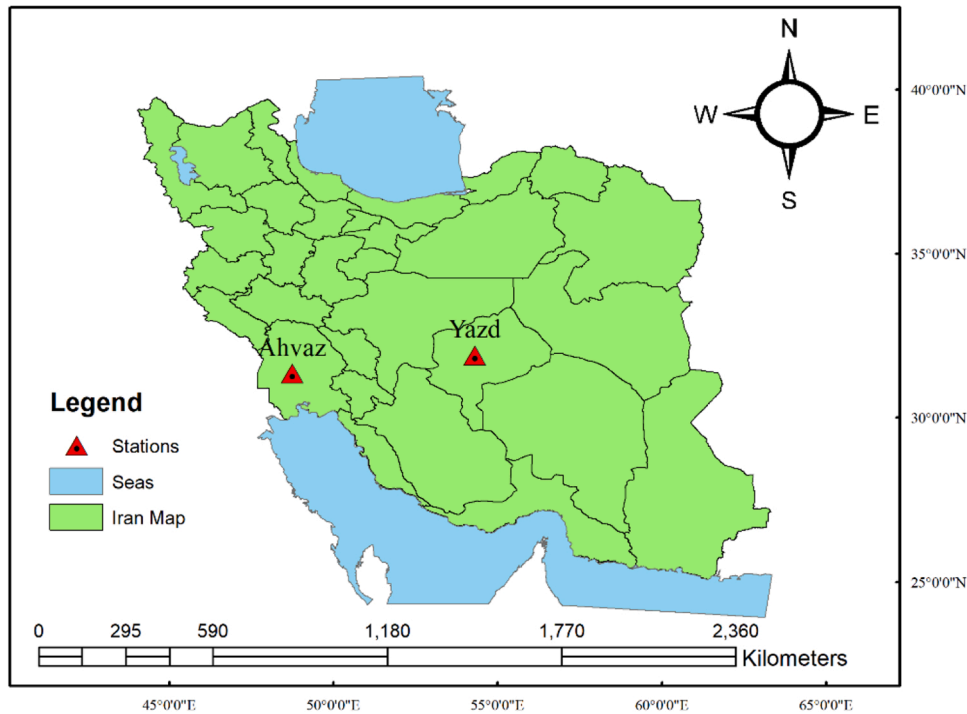 N
40°0'0"N
W E
S
35°0'0"N
Yazd
Ahvaz
Legend
30°0'0"N
Stations
Seas
Iran Map
25°0'0"N
0 295 590 1,180 1,770 2,360
Kilometers
45°0'0"E 50°0'0"E 55°0'0"E 60°0'0"E 65°0'0"E